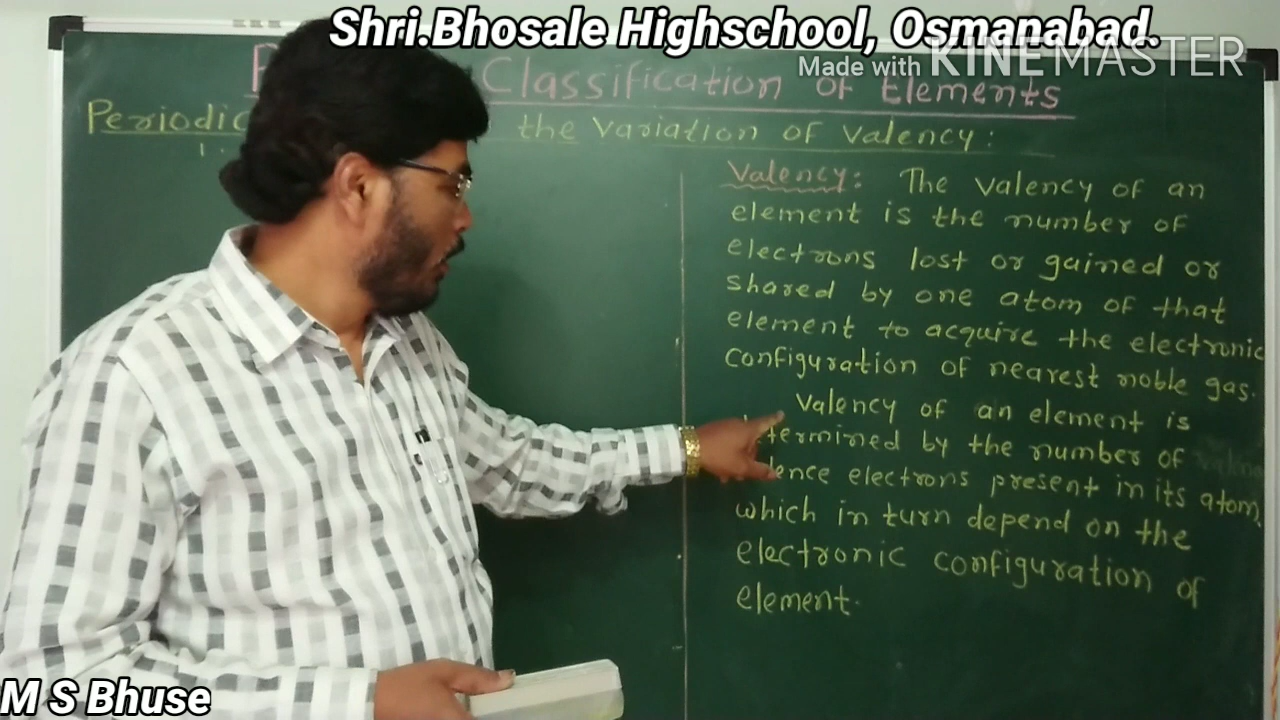 Shri.Bhosale Highschool, Osmanabad.
Made with KINEMASTER
Classification of Elements
Periodic the Variation of Valency:
1.
Valency: The Valency of an
element is the number of
electrons lost or gained or
shared by one atom of that
element to acquire the electronic
configuration of nearest noble gas.
Valency of an element is
termined by the number of
lence electrons present in its atom,
which in turn depend on the
electronic configuration of
element.
M S Bhuse